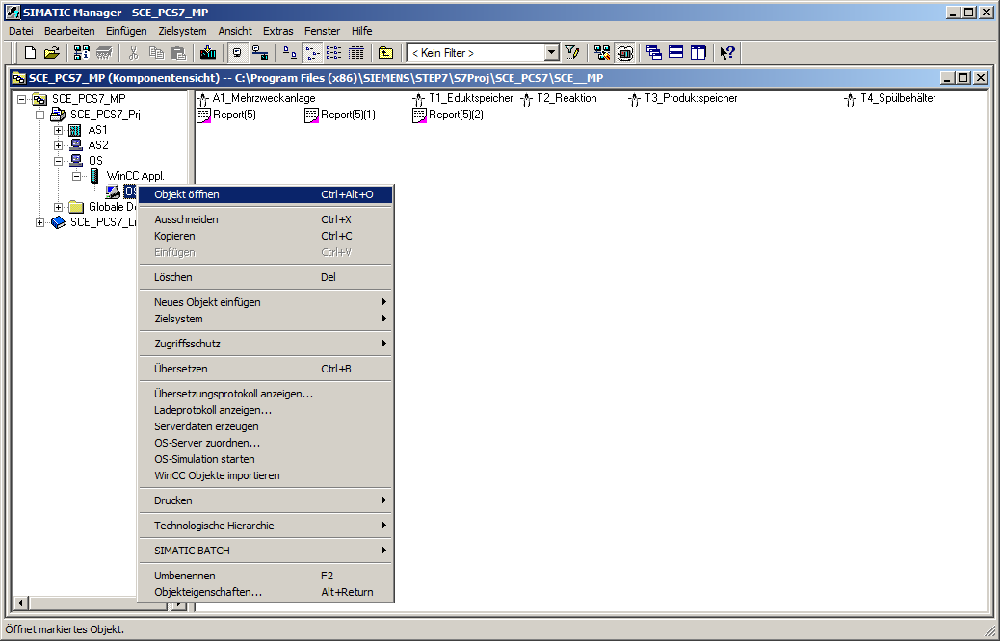 SIMATIC Manager - SCE_PCS7_MP
Datei Bearbeiten Einfügen Zielsystem Ansicht Extras Fenster Hilfe
< Kein Filter >
SCE_PCS7_MP (Komponentensicht) -- C:\Program Files (x86)\SIEMENS\STEP7\S7Proj\SCE_PCS7\SCE__MP
SCE_PCS7_MP
SCE_PCS7_Prj
AS1
AS2
OS
WinCC Appl.
OS
Globale De
SCE_PCS7_Li
A1_Mehrzweckanlage T1_Eduktspeicher T2_Reaktion T3_Produktspeicher T4_Spülbehälter
Report(5) Report(5)(1) Report(5)(2)
Objekt öffnen Ctrl+Alt+O
Ausschneiden Ctrl+X
Kopieren Ctrl+C
Einfügen Ctrl+V
Löschen Del
Neues Objekt einfügen
Zielsystem
Zugriffsschutz
Übersetzen Ctrl+B
Übersetzungsprotokoll anzeigen...
Ladeprotokoll anzeigen...
Serverdaten erzeugen
OS-Server zuordnen...
OS-Simulation starten
WinCC Objekte importieren
Drucken
Technologische Hierarchie
SIMATIC BATCH
Umbenennen F2
Objekteigenschaften... Alt+Return
Öffnet markiertes Objekt.